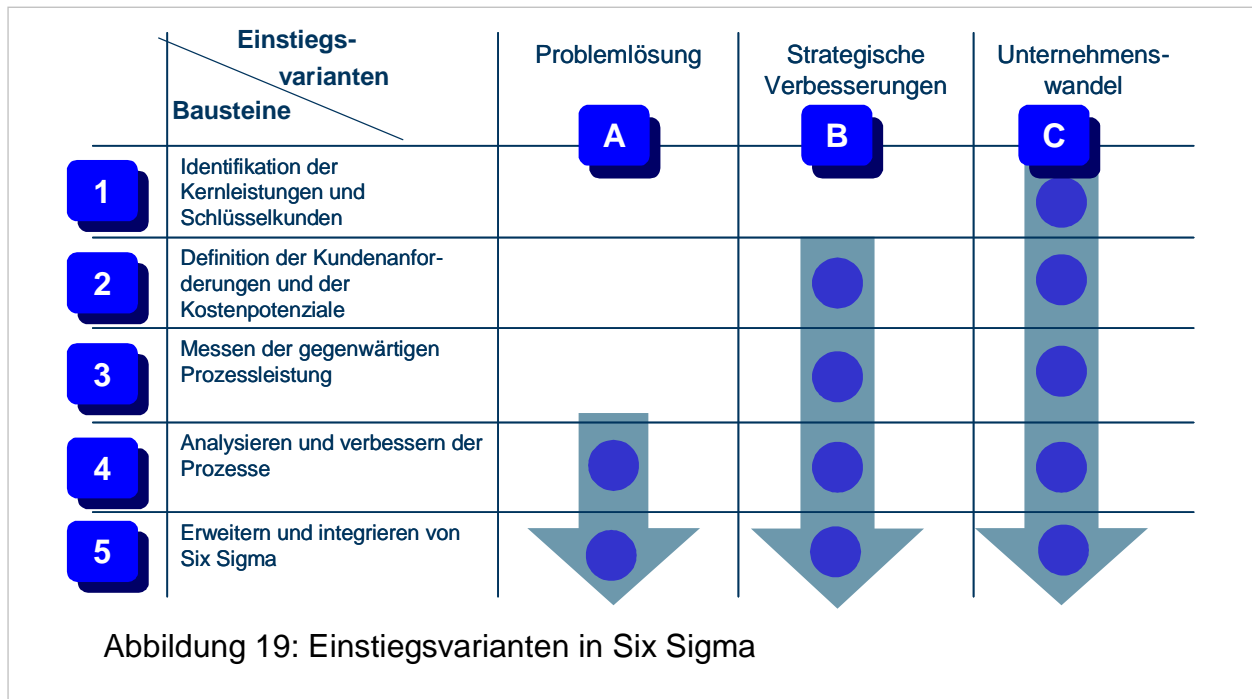 Einstiegs-
varianten
Bausteine
Problemlösung
Strategische
Verbesserungen
Unternehmens-
wandel
A
B
C
1
Identifikation der
Kernleistungen und
Schlüsselkunden
2
Definition der Kundenanfor-
derungen und der
Kostenpotenziale
3
Messen der gegenwärtigen
Prozessleistung
4
Analysieren und verbessern der
Prozesse
5
Erweitern und integrieren von
Six Sigma
Abbildung 19: Einstiegsvarianten in Six Sigma